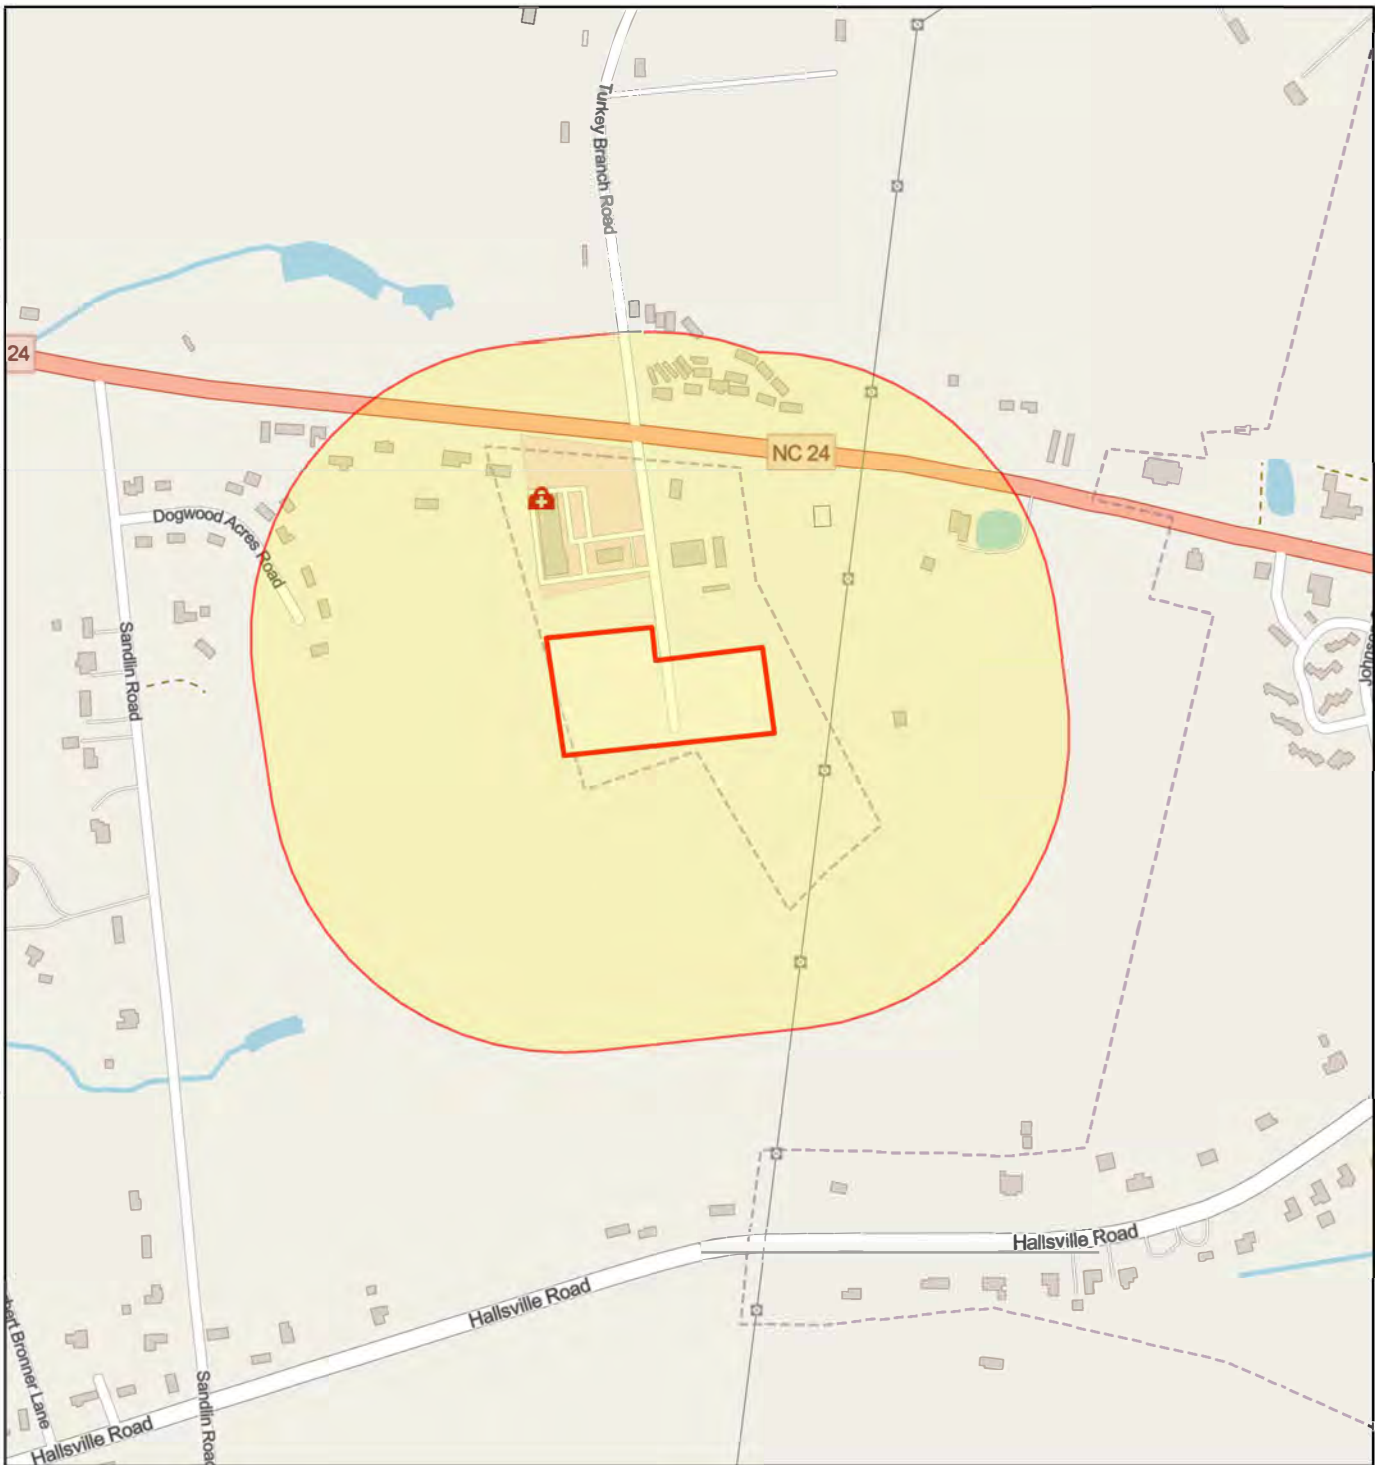 Turkey Branch Road
24
NC 24
Dogwood Acres Road
Sandlin Road
Hallsville Road
Hallsville Road
Bronner Lane
Sandlin Road
Hallsville Road